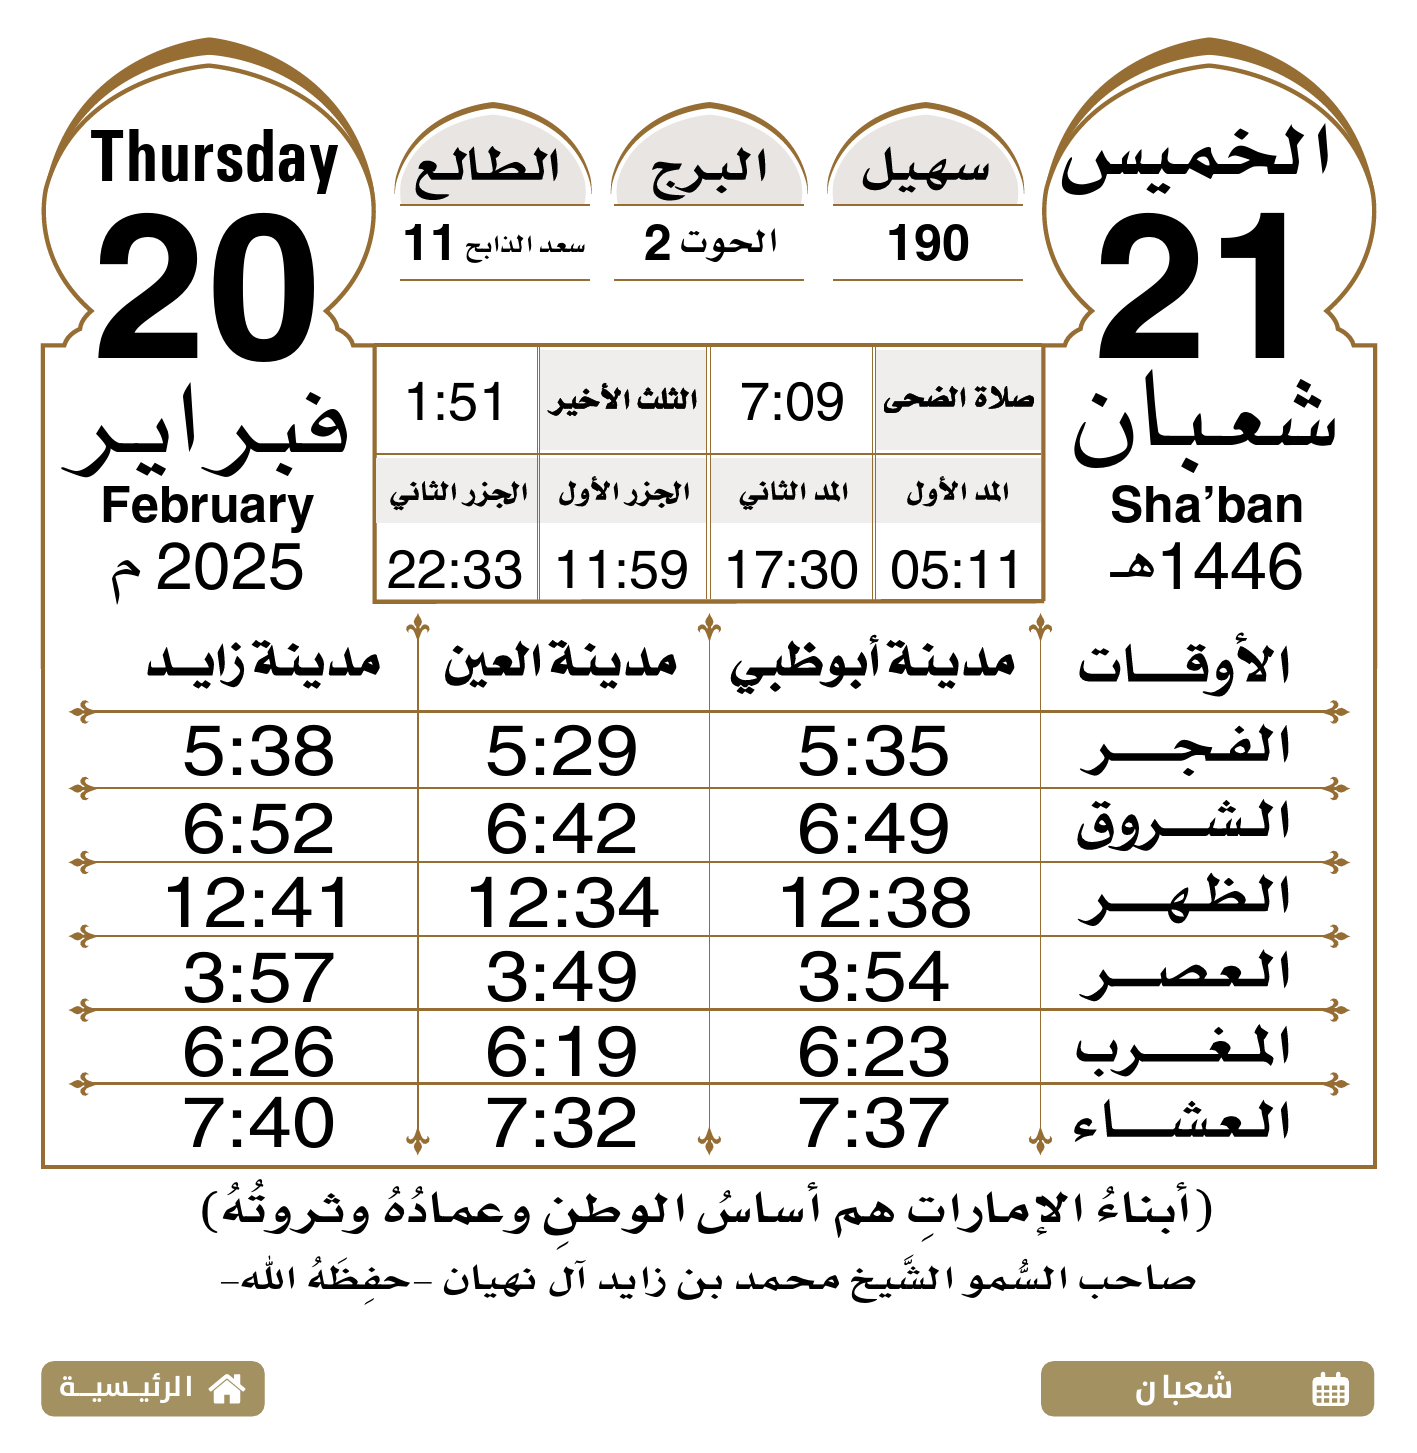 الخميس
21
شعبان
Sha’ban
1446هـ
سهيل
190
البرج
الحوت 2
الطالع
سعد الذابح 11
Thursday
20
فبراير
February
2025 م
صلاة الضحى 7:09 الثلث الأخير 1:51
المد الأول المد الثاني الجزر الأول الجزر الثاني
05:11 17:30 11:59 22:33
الأوقات مدينة أبوظبي مدينة العين مدينة زايد
الفجر 5:35 5:29 5:38
الشروق 6:49 6:42 6:52
الظهر 12:38 12:34 12:41
العصر 3:54 3:49 3:57
المغرب 6:23 6:19 6:26
العشاء 7:37 7:32 7:40
(أبناءُ الإماراتِ هم أساسُ الوطنِ وعمادُهُ وثروتُهُ)
صاحب السُّمو الشَّيخ محمد بن زايد آل نهيان –حفِظَهُ الله–
شعبان
الرئيسية